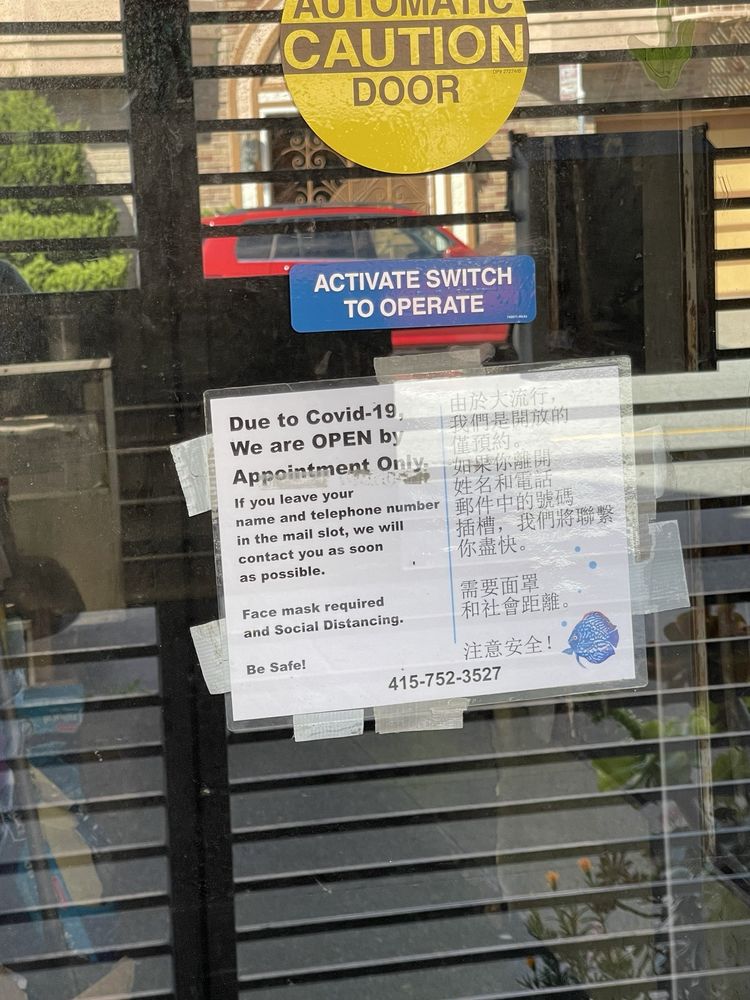 AUTOMATIC
CAUTION
DOOR
ACTIVATE SWITCH
TO OPERATE
Due to Covid-19,
We are OPEN by
Appointment Only.
If you leave your
name and telephone number
in the mail slot, we will
contact you as soon
as possible.
Face mask required
and Social Distancing.
Be Safe!
由於大流行，
我們是開放的
僅預約。
如果你離開
姓名和電話
郵件中的號碼
插槽，我們將聯繫
你盡快。
需要面罩
和社會距離。
注意安全！
415-752-3527